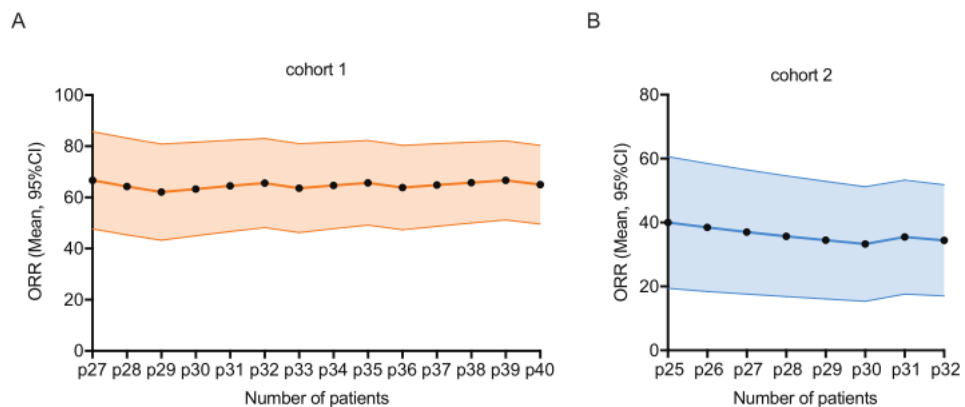 A
cohort 1
ORR (Mean, 95%CI)
100
80
60
40
20
0
p27 p28 p29 p30 p31 p32 p33 p34 p35 p36 p37 p38 p39 p40
Number of patients
B
cohort 2
ORR (Mean, 95%CI)
80
60
40
20
0
p25 p26 p27 p28 p29 p30 p31 p32
Number of patients